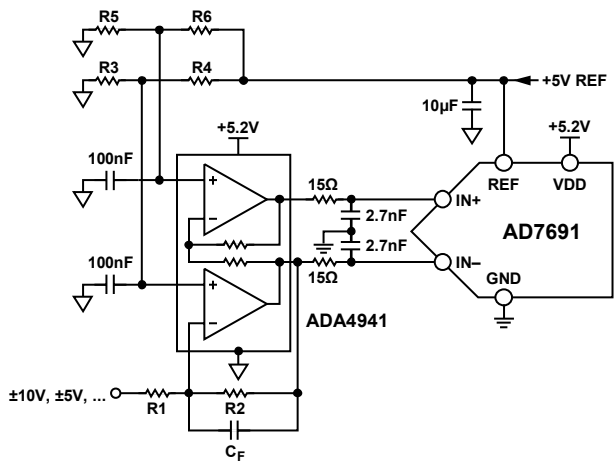 R5
R6
R3
R4
+5V REF
10µF
+5.2V
+5.2V
100nF
15Ω
REF
VDD
+
−
2.7nF
IN+
AD7691
2.7nF
100nF
15Ω
IN−
+
−
GND
ADA4941
±10V, ±5V, ...
R1
R2
CF